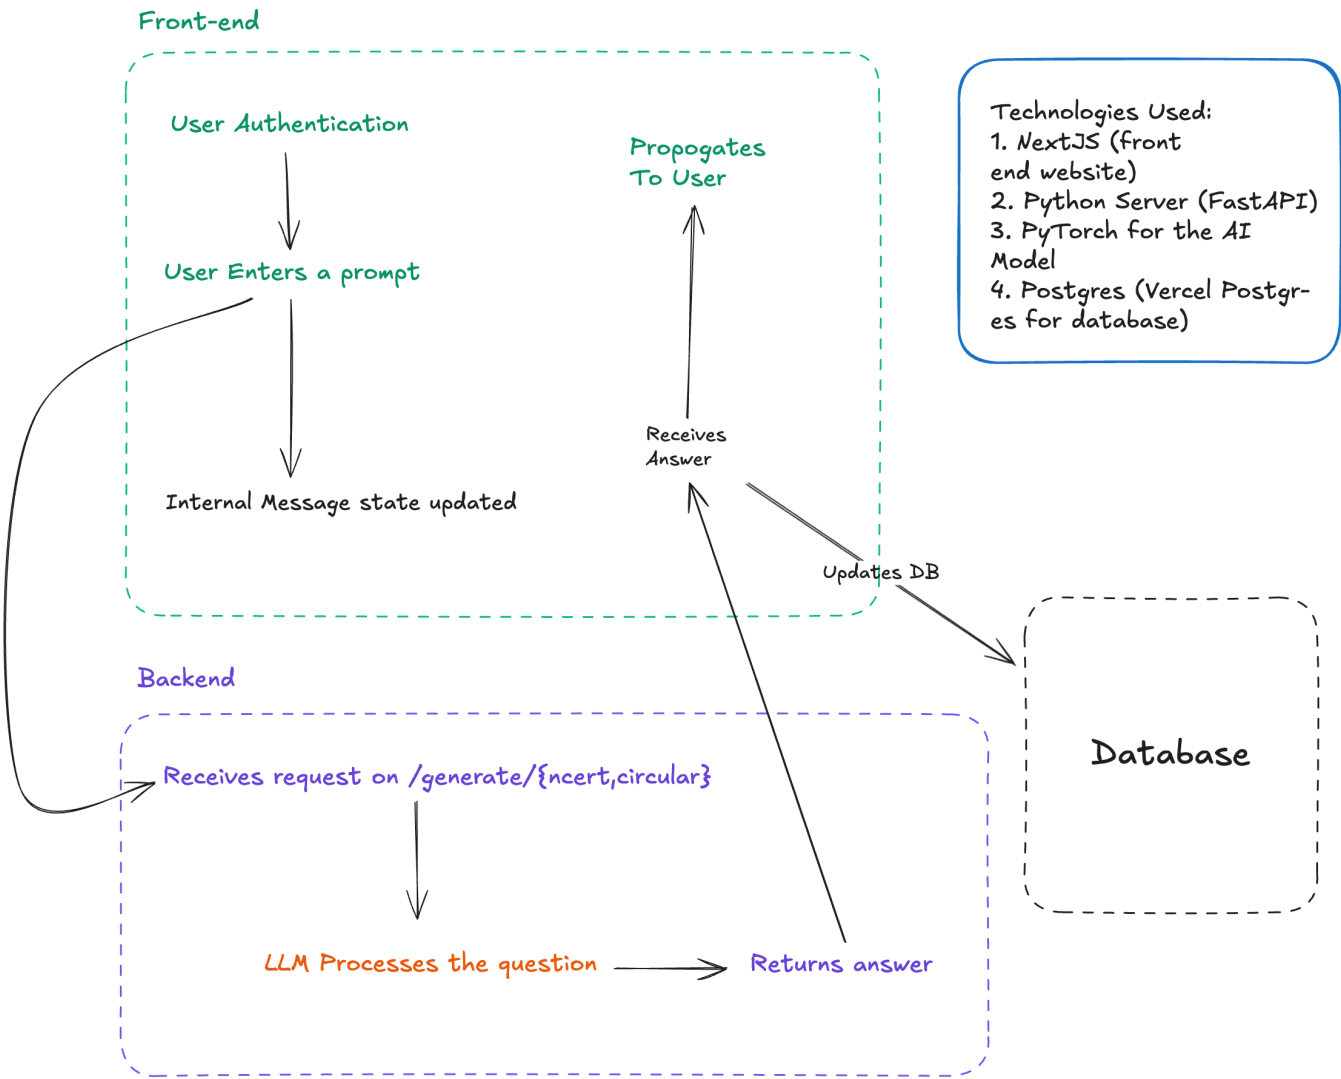 Front-end
User Authentication
Propogates
To User
User Enters a prompt
Receives
Answer
Internal Message state updated
Updates DB
Technologies Used:
1. NextJS (front
end website)
2. Python Server (FastAPI)
3. PyTorch for the AI
Model
4. Postgres (Vercel Postgr-
es for database)
Database
Backend
Receives request on /generate/{ncert,circular}
LLM Processes the question
Returns answer